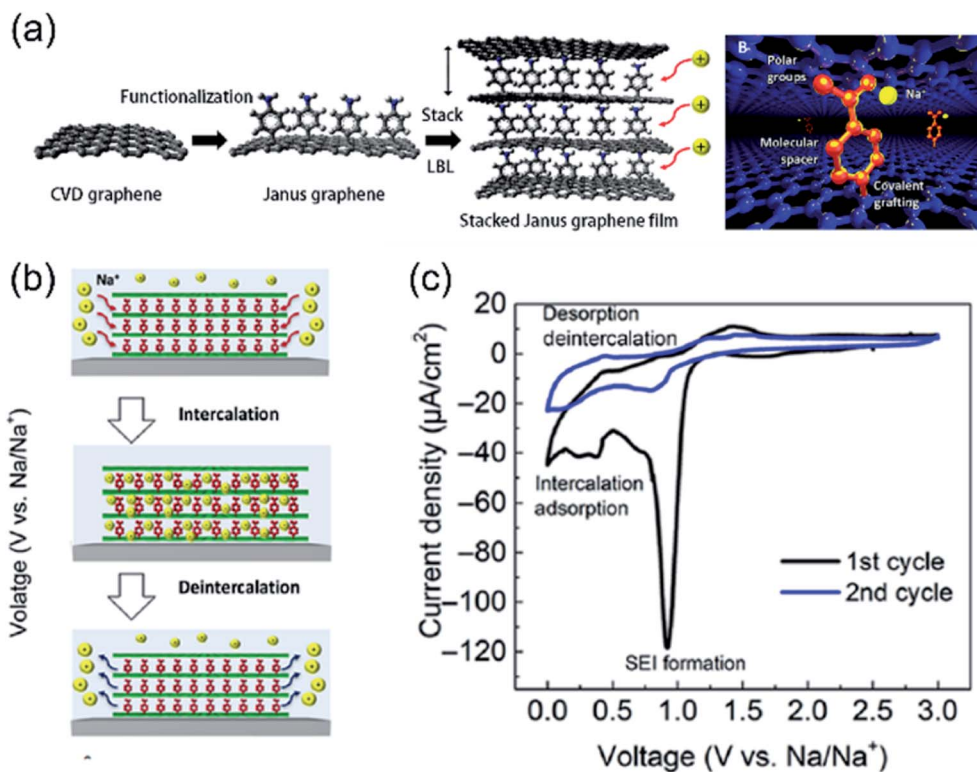 (a)
Functionalization
Stack
LBL
CVD graphene
Janus graphene
Stacked Janus graphene film
+
+
+
B
Polar
groups
Na⁺
Molecular
spacer
Covalent
grafting
(b)
Na⁺
Intercalation
Deintercalation
Volatge (V vs. Na/Na⁺)
(c)
Current density (μA/cm²)
20
0
−20
−40
−60
−80
−100
−120
Desorption
deintercalation
Intercalation
adsorption
SEI formation
1st cycle
2nd cycle
0.0 0.5 1.0 1.5 2.0 2.5 3.0
Voltage (V vs. Na/Na⁺)